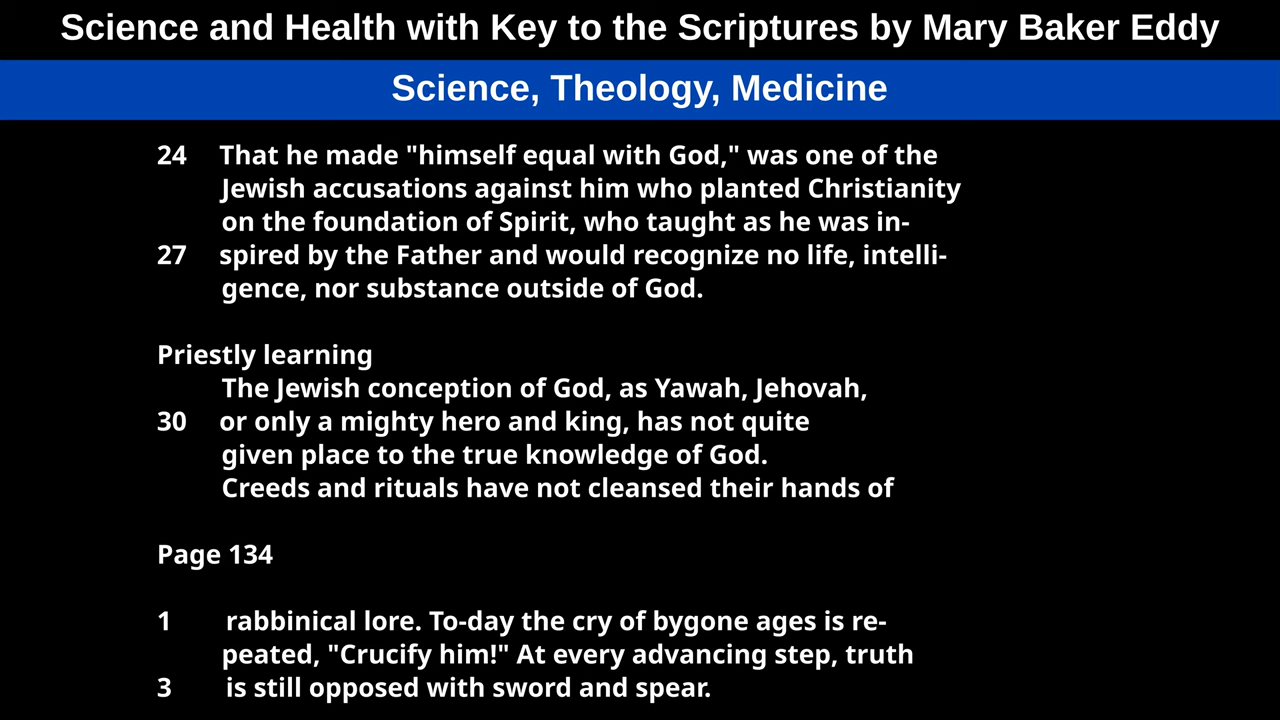 Science and Health with Key to the Scriptures by Mary Baker Eddy
Science, Theology, Medicine
24 That he made "himself equal with God," was one of the
Jewish accusations against him who planted Christianity
on the foundation of Spirit, who taught as he was in-
27 spired by the Father and would recognize no life, intelli-
gence, nor substance outside of God.
Priestly learning
The Jewish conception of God, as Yawah, Jehovah,
30 or only a mighty hero and king, has not quite
given place to the true knowledge of God.
Creeds and rituals have not cleansed their hands of
Page 134
1 rabbinical lore. To-day the cry of bygone ages is re-
peated, "Crucify him!" At every advancing step, truth
3 is still opposed with sword and spear.